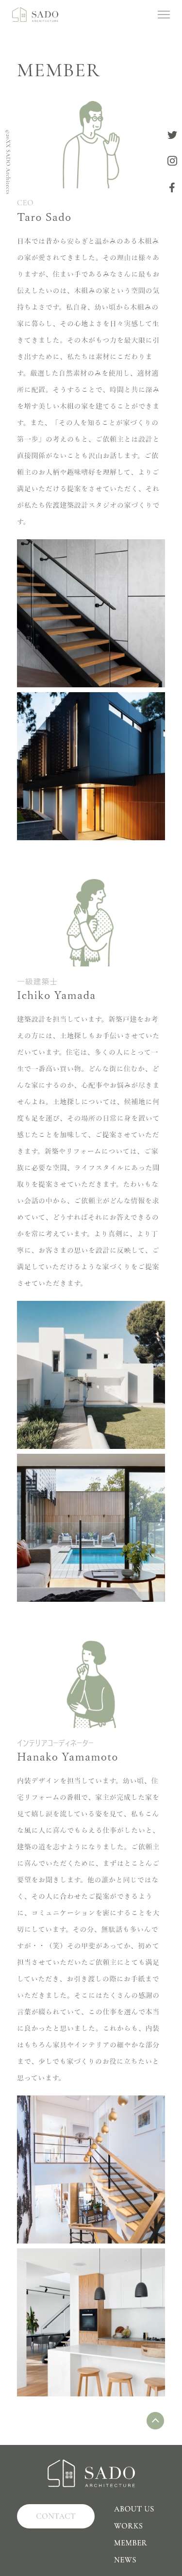 SADO
ARCHITECTURE
MEMBER
CEO
Taro Sado
日本では昔から安らぎと温かみのある木組み
の家が愛されてきました。その理由は様々あ
りますが、住まい手であるみなさんに最もお
伝えしたいのは、木組みの家という空間の気
持ちよさです。私自身、幼い頃から木組みの
家に暮らし、その心地よさを日々実感して生
きてきました。その木がもつ力を最大限に引
き出すために、私たちは素材にこだわりま
す。厳選した自然素材のみを使用し、適材適
所に配置。そうすることで、時間と共に深み
を増す美しい木組の家を建てることができま
す。また、「その人を知ることが家づくりの
第一歩」の考えのもと、ご依頼主とは設計と
直接関係がないことも沢山お話します。ご依
頼主のお人柄や趣味嗜好を理解して、よりご
満足いただける提案をさせていただく、それ
が私たち佐渡建築設計スタジオの家づくりで
す。
一級建築士
Ichiko Yamada
建築設計を担当しています。新築戸建をお考
えの方には、土地探しもお手伝いさせていた
だいています。住宅は、多くの人にとって一
生で一番高い買い物。どんな街に住むか、ど
んな家にするのか、心配事やお悩みが尽きま
せんよね。土地探しについては、候補地に何
度も足を運び、その場所の日常に身を置いて
感じたことを加味して、ご提案させていただ
きます。新築やリフォームについては、ご家
族に必要な空間、ライフスタイルにあった間
取りを提案させていただきます。たわいもな
い会話の中から、ご依頼主がどんな情報を求
めていて、どうすればそれにお答えできるの
かを常に考えています。より真剣に、より丁
寧に、お客さまの思いを設計に反映して、ご
満足していただけるような家づくりをご提案
させていただきます。
インテリアコーディネーター
Hanako Yamamoto
内装デザインを担当しています。幼い頃、住
宅リフォームの番組で、家主が完成した家を
見て嬉し涙を流している姿を見て、私もこん
な風に人に喜んでもらえる仕事がしたいと、
建築の道を志すようになりました。ご依頼主
に喜んでいただくために、まずはとことんご
要望をお聞きします。他の誰かと同じではな
く、その人に合わせたご提案ができるよう
に、コミュニケーションを密にすることを大
切にしています。その分、無駄話も多いんで
すが・・（笑）その甲斐があってか、初めて
担当させていただいたご依頼主にとても満足
していただき、お引き渡しの際にお手紙まで
いただきました。そこにはたくさんの感謝の
言葉が綴られていて、この仕事を選んで本当
に良かったと思いました。これからも、内装
はもちろん家具やインテリアの細やかな部分
まで、少しでも家づくりのお役に立ちたいと
思っています。
SADO
ARCHITECTURE
CONTACT
ABOUT US
WORKS
MEMBER
NEWS